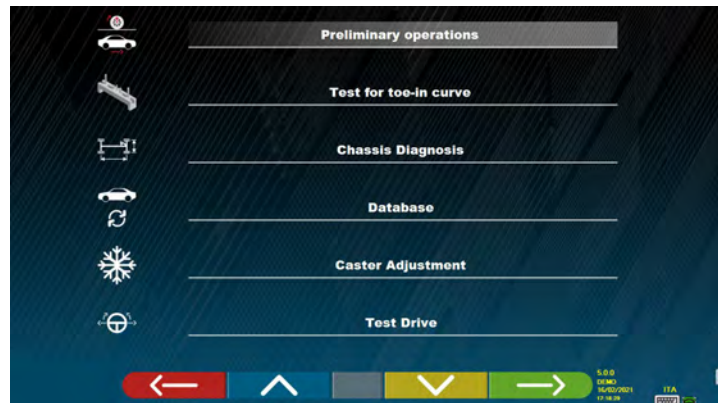 Preliminary operations
Test for toe-in curve
Chassis Diagnosis
Database
Caster Adjustment
Test Drive
5.0.0
DEMO
16/02/2021
ITA